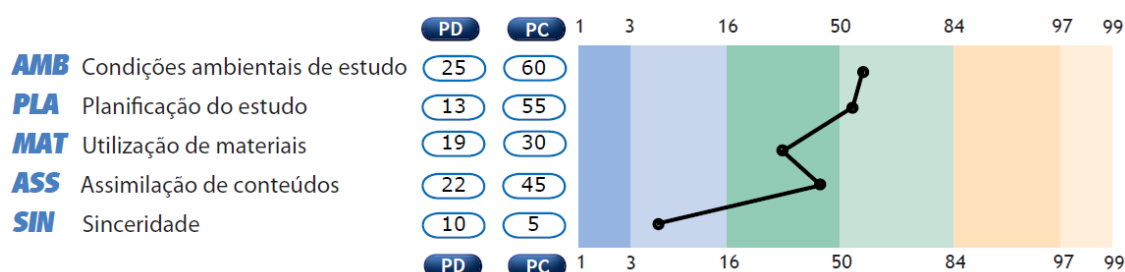 PD PC 1 3 16 50 84 97 99
AMB Condições ambientais de estudo 25 60
PLA Planificação do estudo 13 55
MAT Utilização de materiais 19 30
ASS Assimilação de conteúdos 22 45
SIN Sinceridade 10 5
PD PC 1 3 16 50 84 97 99